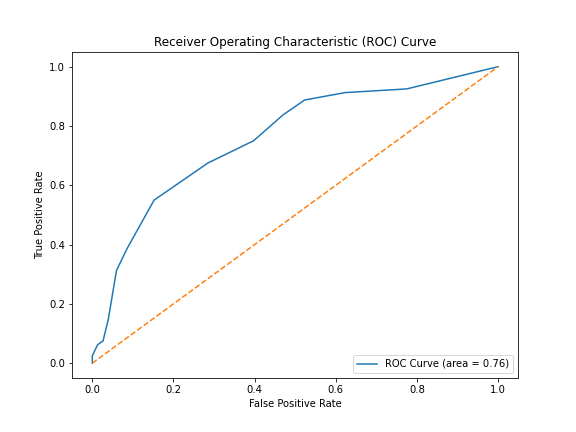 Receiver Operating Characteristic (ROC) Curve
True Positive Rate
1.0
0.8
0.6
0.4
0.2
0.0
0.0 0.2 0.4 0.6 0.8 1.0
False Positive Rate
ROC Curve (area = 0.76)